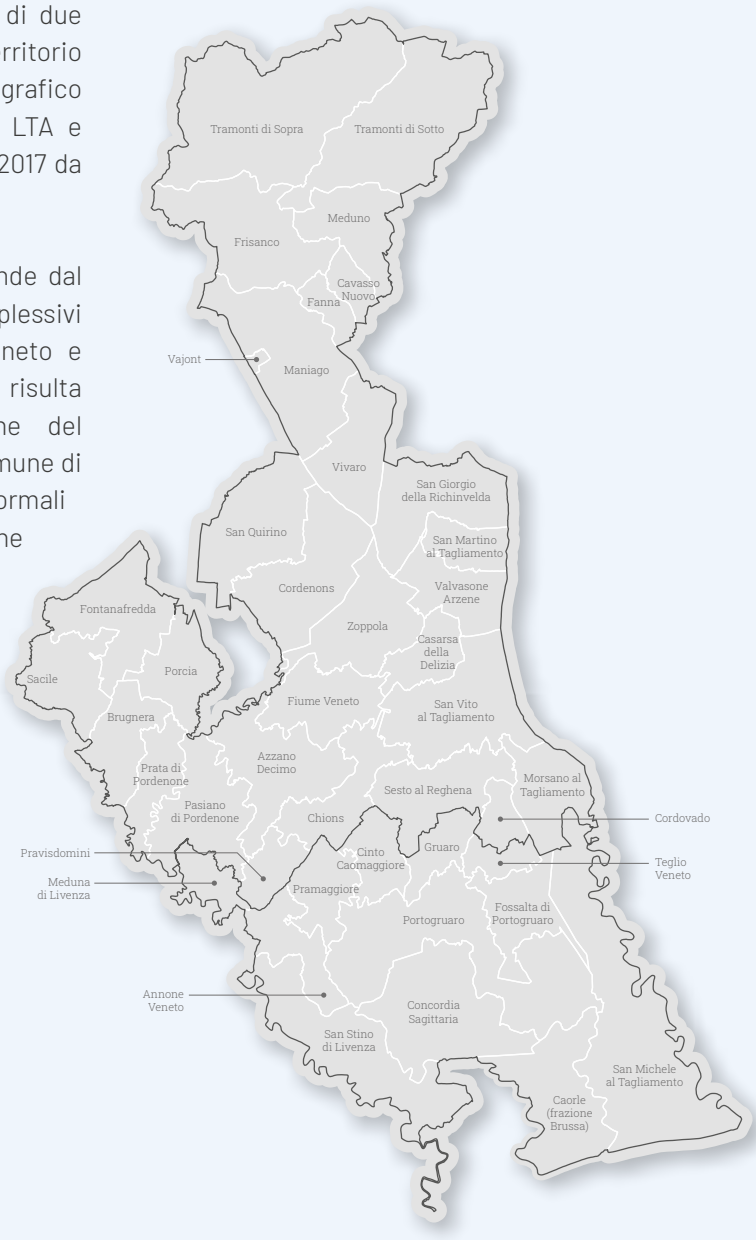 di due
erritorio
grafico
LTA e
2017 da
nde dal
plessivi
neto e
risulta
ne del
mune di
ormali
ne
Tramonti di Sopra
Tramonti di Sotto
Meduno
Frisanco
Cavasso
Nuovo
Fanna
Vajont
Maniago
Vivaro
San Giorgio
della Richinvelda
San Quirino
San Martino
al Tagliamento
Cordenons
Valvasone
Arzene
Fontanafredda
Zoppola
Casarsa
della
Delizia
Sacile
Porcia
Fiume Veneto
San Vito
al Tagliamento
Brugnera
Azzano
Decimo
Prata di
Pordenone
Sesto al Reghena
Morsano al
Tagliamento
Pasiano
di Pordenone
Chions
Cordovado
Pravisdomini
Cinto
Caomaggiore
Gruaro
Teglio
Veneto
Meduna
di Livenza
Pramaggiore
Portogruaro
Fossalta di
Portogruaro
Annone
Veneto
Concordia
Sagittaria
San Stino
di Livenza
San Michele
al Tagliamento
Caorle
(frazione
Brussa)